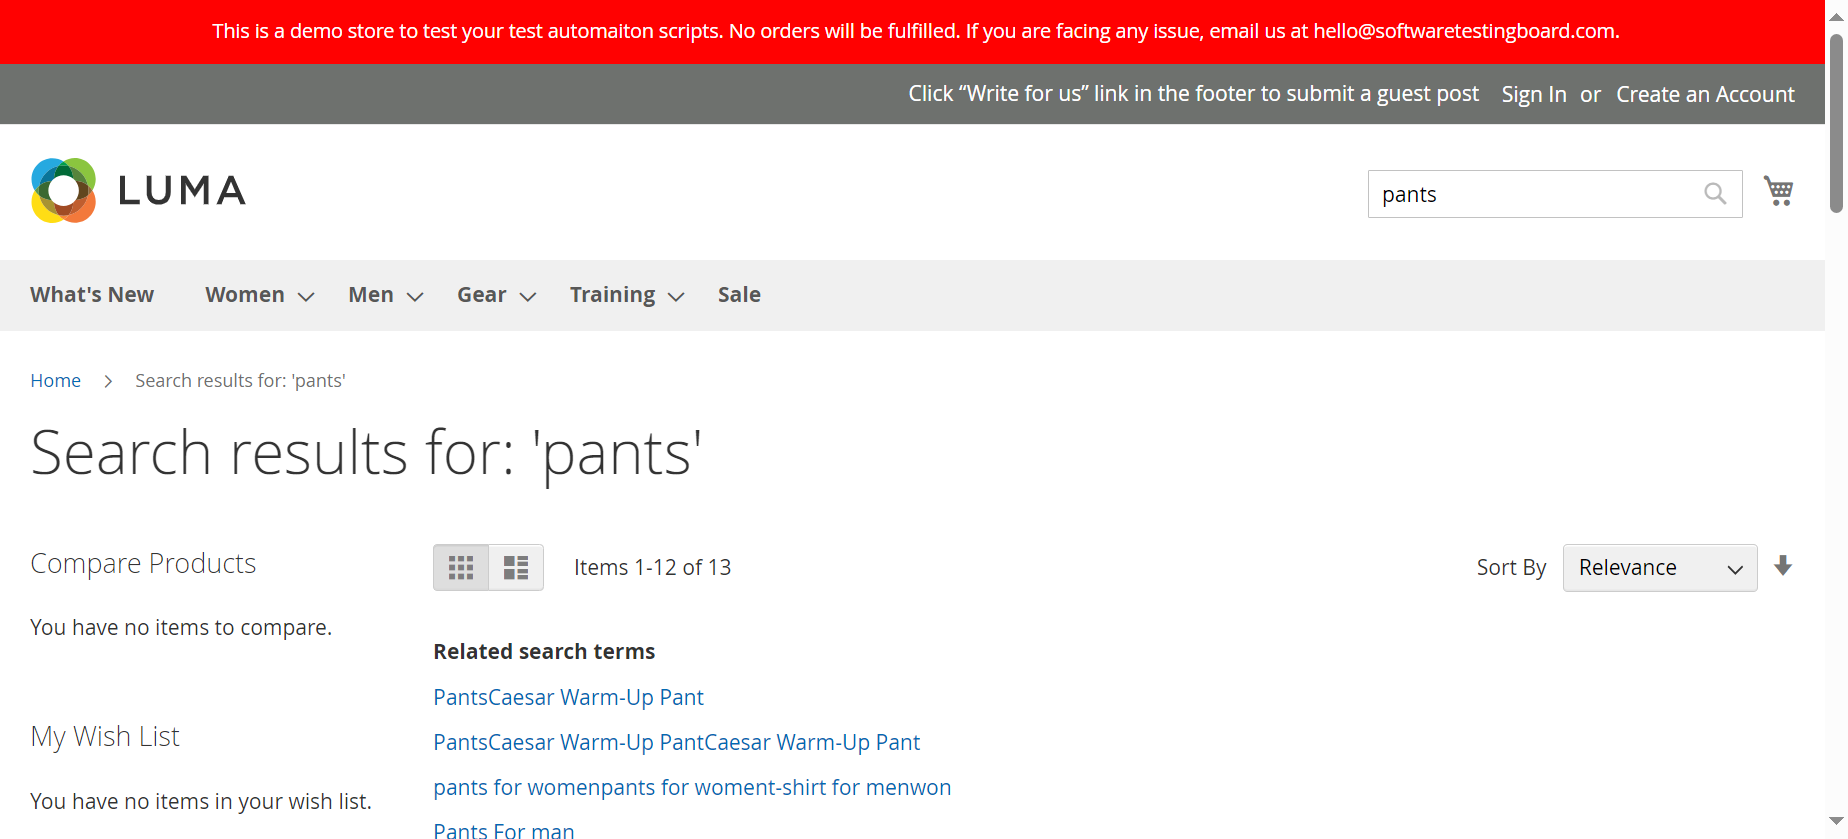 This is a demo store to test your test automaiton scripts. No orders will be fulfilled. If you are facing any issue, email us at hello@softwaretestingboard.com.
Click “Write for us” link in the footer to submit a guest post Sign In or Create an Account
LUMA
pants
What's New Women Men Gear Training Sale
Home Search results for: 'pants'
Search results for: 'pants'
Compare Products
You have no items to compare.
My Wish List
You have no items in your wish list.
Items 1-12 of 13
Sort By Relevance
Related search terms
PantsCaesar Warm-Up Pant
PantsCaesar Warm-Up PantCaesar Warm-Up Pant
pants for womenpants for woment-shirt for menwon
Pants For man